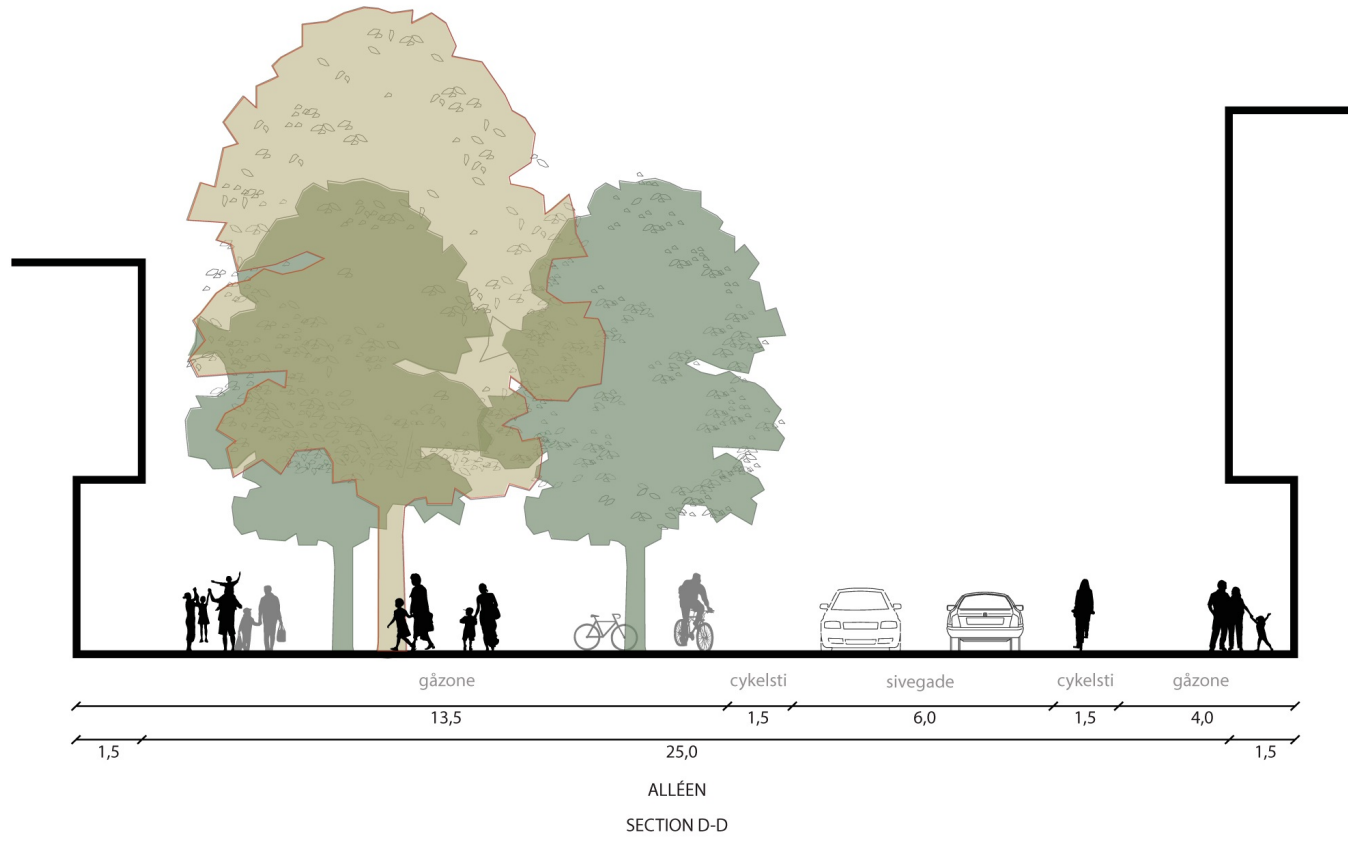 gåzone cykelsti sivegade cykelsti gåzone
13,5 1,5 6,0 1,5 4,0
1,5 25,0 1,5
ALLÉEN
SECTION D-D